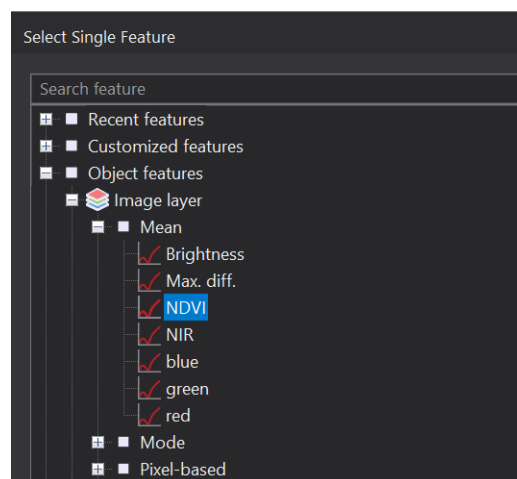 Select Single Feature
Search feature
Recent features
Customized features
Object features
Image layer
Mean
Brightness
Max. diff.
NDVI
NIR
blue
green
red
Mode
Pixel-based